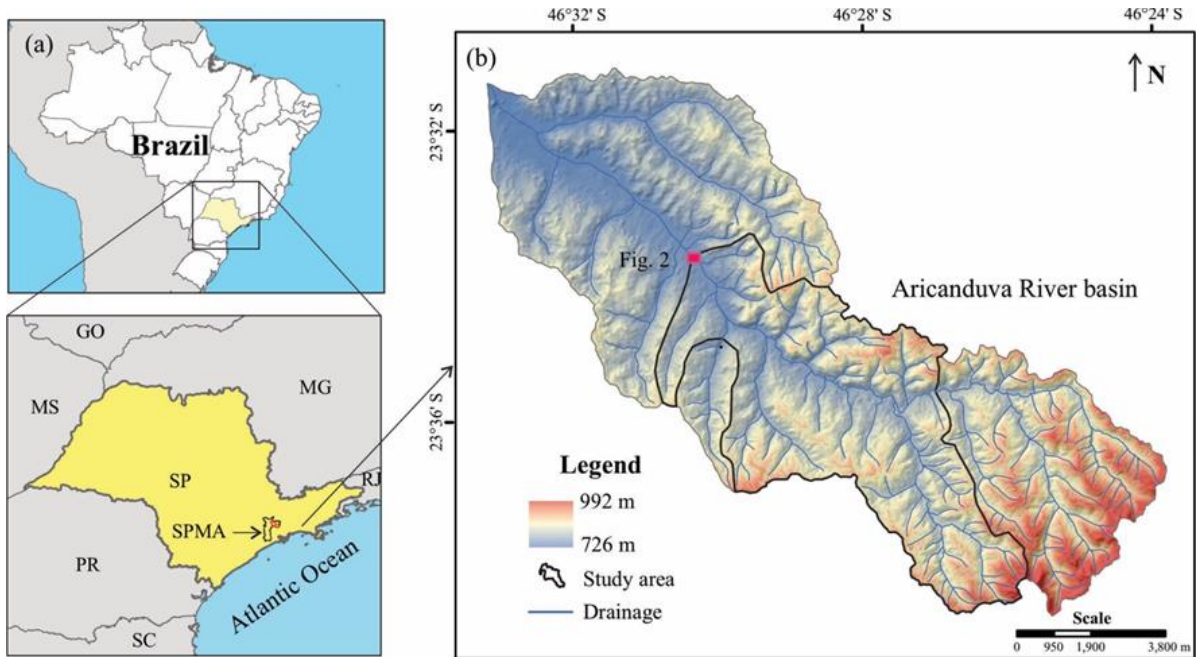 (a)
Brazil
GO
MG
MS
SP
RJ
SPMA
PR
Atlantic Ocean
SC
46°32' S
46°28' S
46°24' S
(b)
N
23°32' S
Fig. 2
Aricanduva River basin
23°36' S
Legend
992 m
726 m
Study area
Drainage
Scale
0 950 1,900 3,800 m